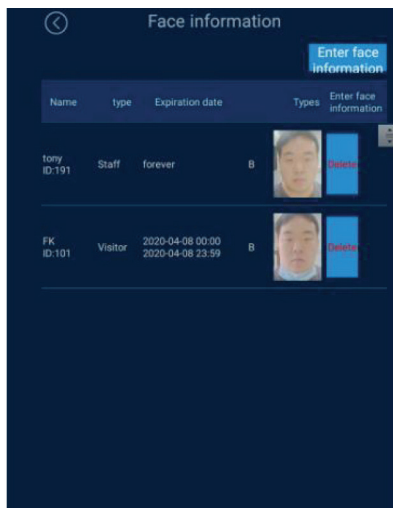 Face information
Enter face
information
Name type Expiration date Types Enter face
information
tony
ID:191 Staff forever B Delete
FK
ID:101 Visitor 2020-04-08 00:00
2020-04-08 23:59 B Delete